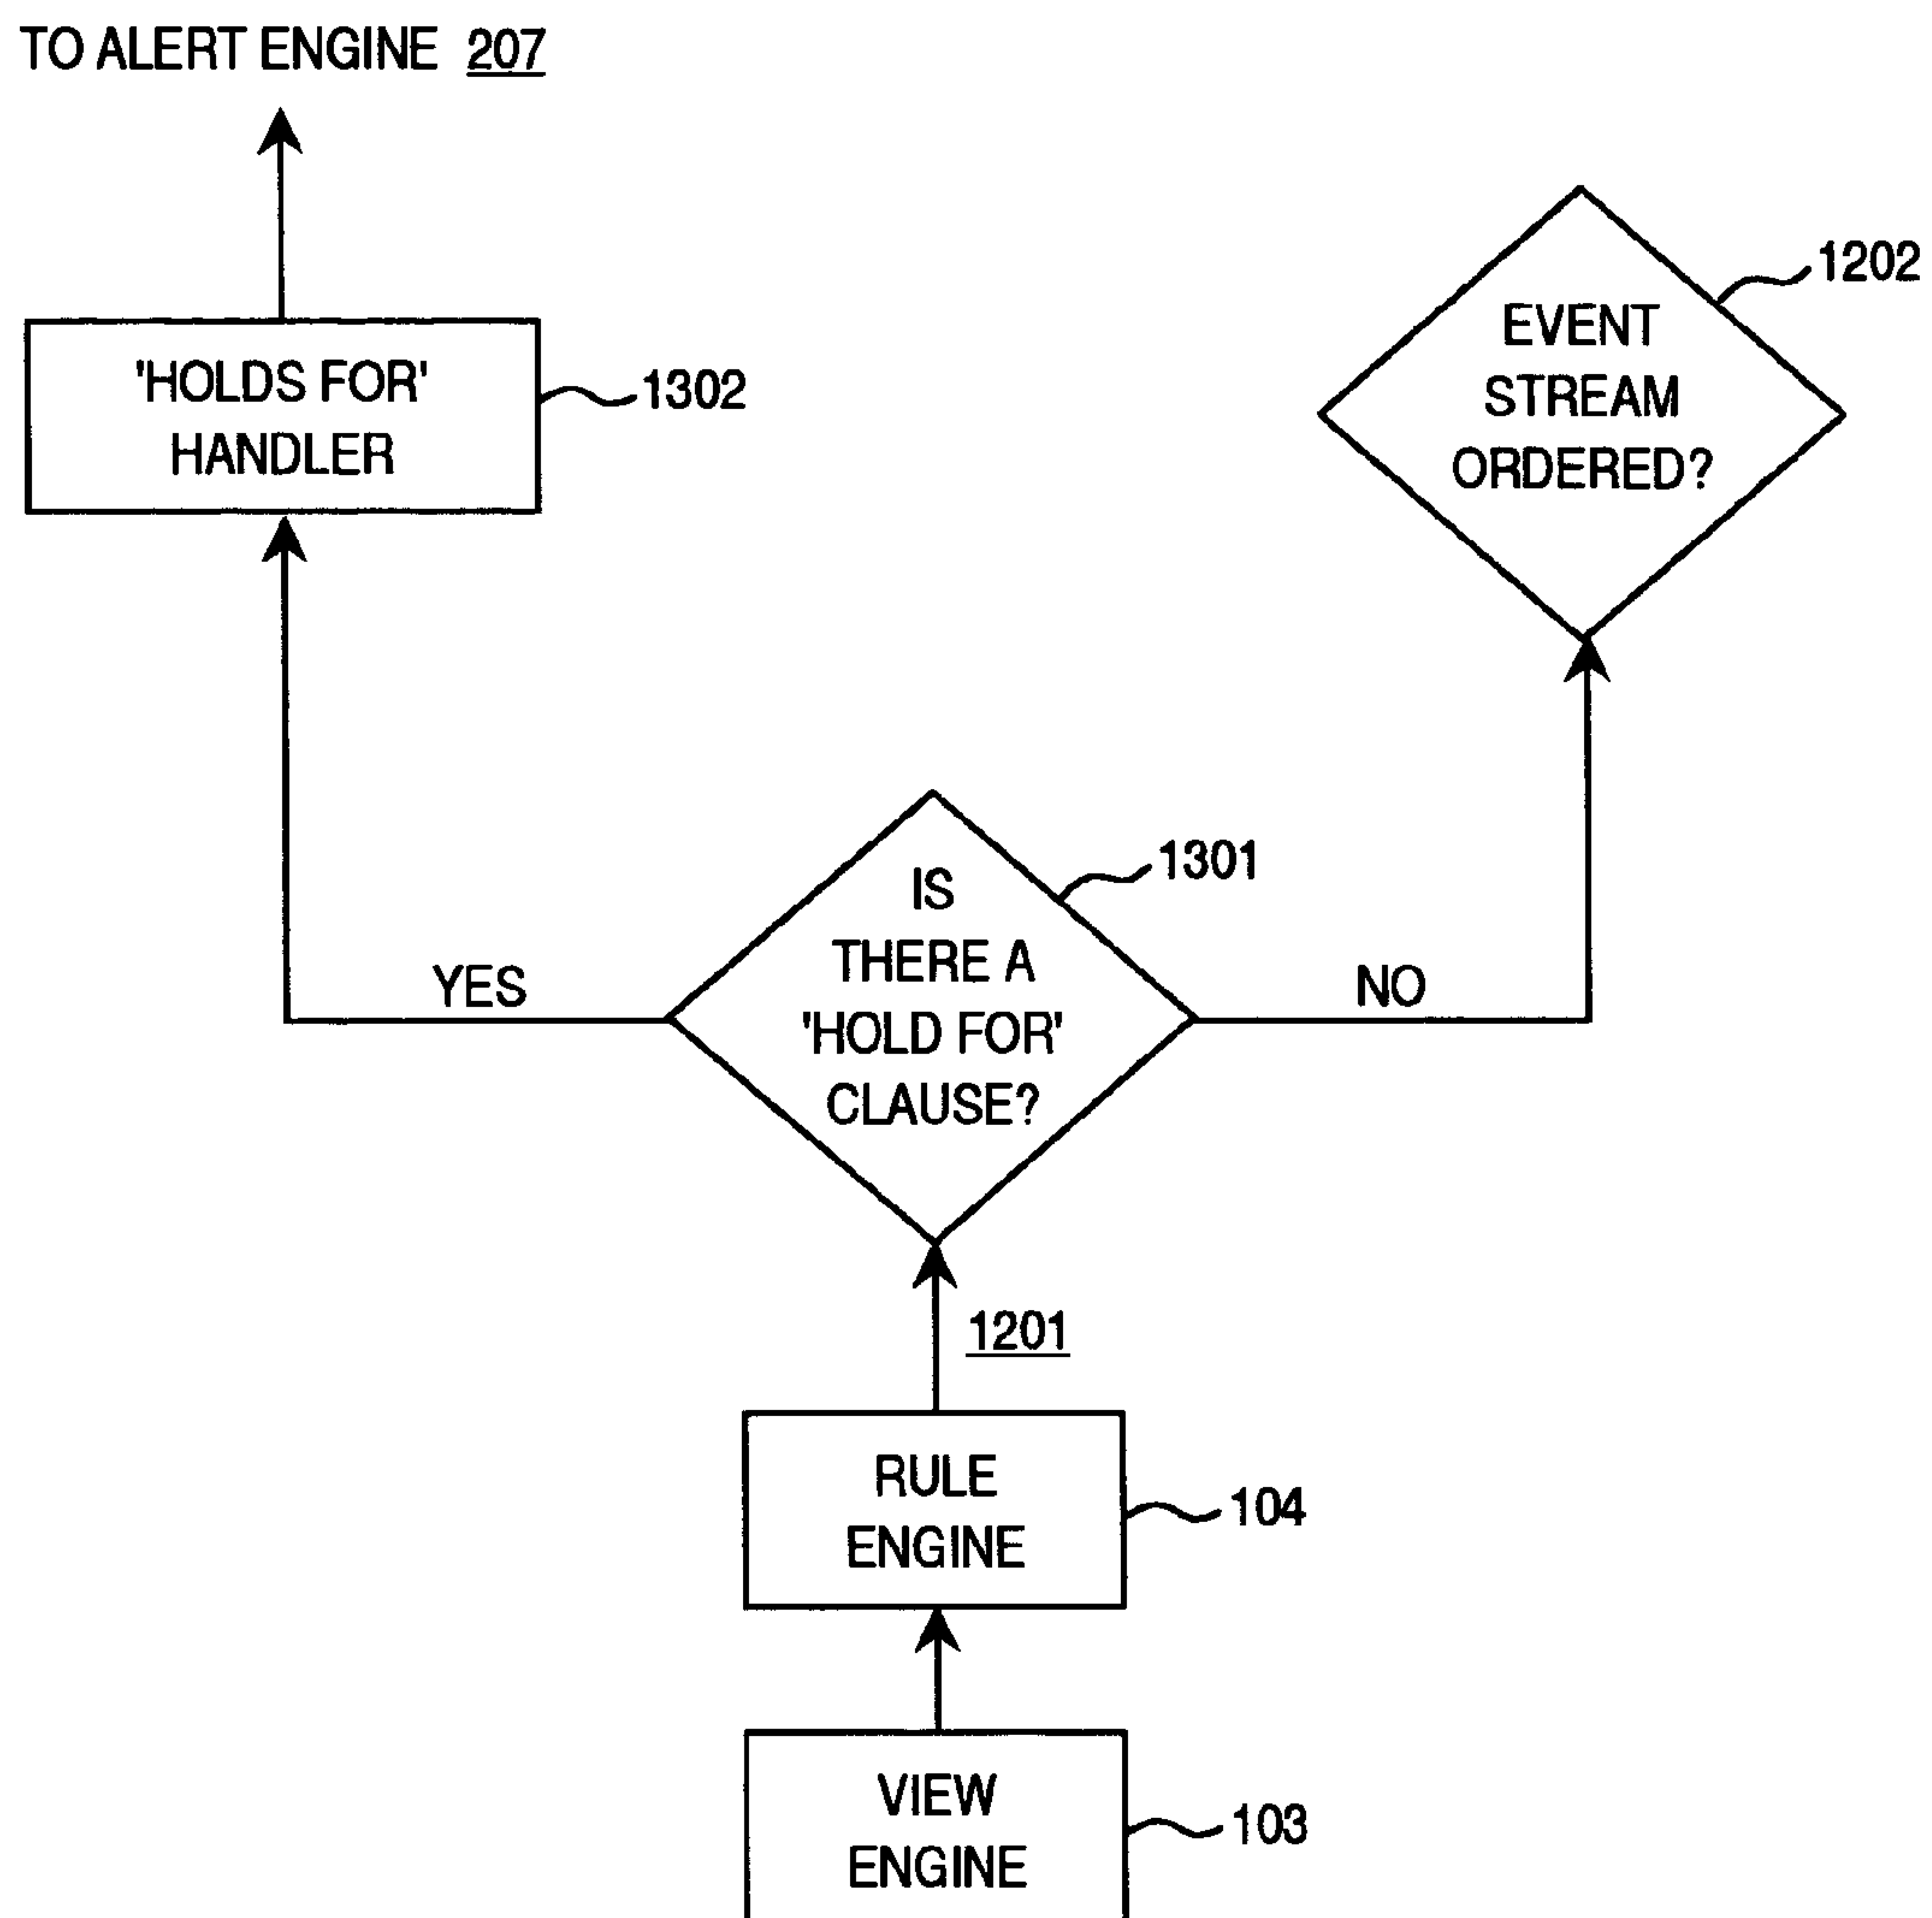 TO ALERT ENGINE 207
'HOLDS FOR'
HANDLER
1302
EVENT
STREAM
ORDERED?
1202
IS
THERE A
'HOLD FOR'
CLAUSE?
1301
YES
NO
1201
RULE
ENGINE
104
VIEW
ENGINE
103